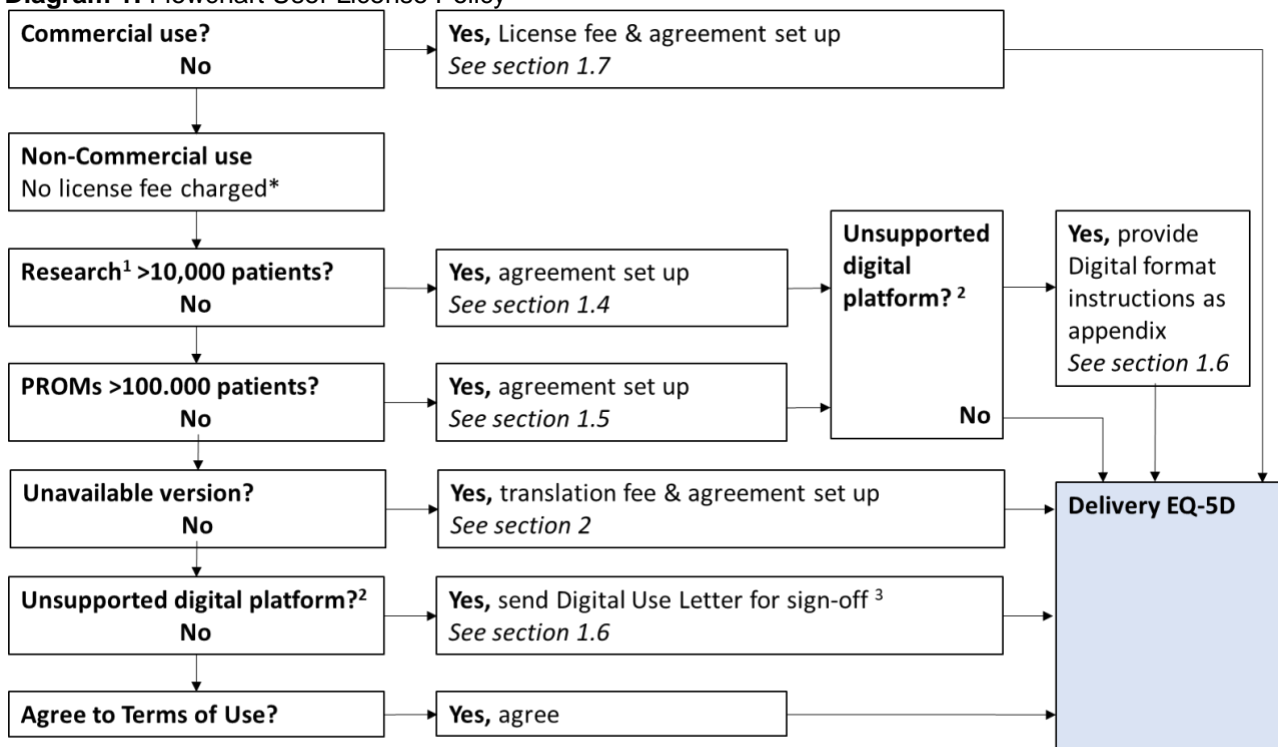 Diagram 1. Flowchart User License Policy
Commercial use?
No
Yes, License fee & agreement set up
See section 1.7
Non-Commercial use
No license fee charged*
Research¹ >10,000 patients?
No
Yes, agreement set up
See section 1.4
Unsupported
digital
platform? ²
No
Yes, provide
Digital format
instructions as
appendix
See section 1.6
PROMs >100.000 patients?
No
Yes, agreement set up
See section 1.5
Unavailable version?
No
Yes, translation fee & agreement set up
See section 2
Delivery EQ-5D
Unsupported digital platform?²
No
Yes, send Digital Use Letter for sign-off ³
See section 1.6
Agree to Terms of Use?
Yes, agree